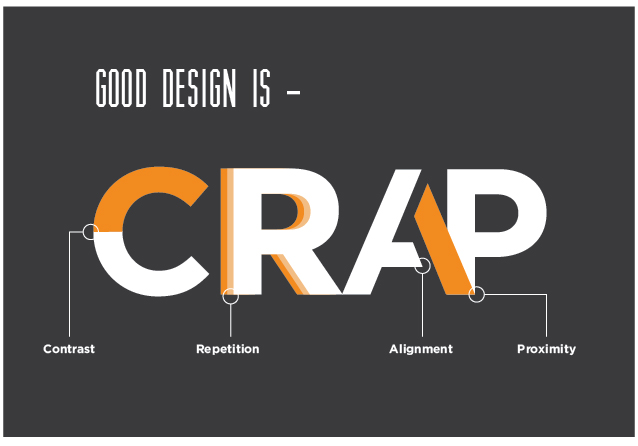 GOOD DESIGN IS –
CRAP
Contrast
Repetition
Alignment
Proximity